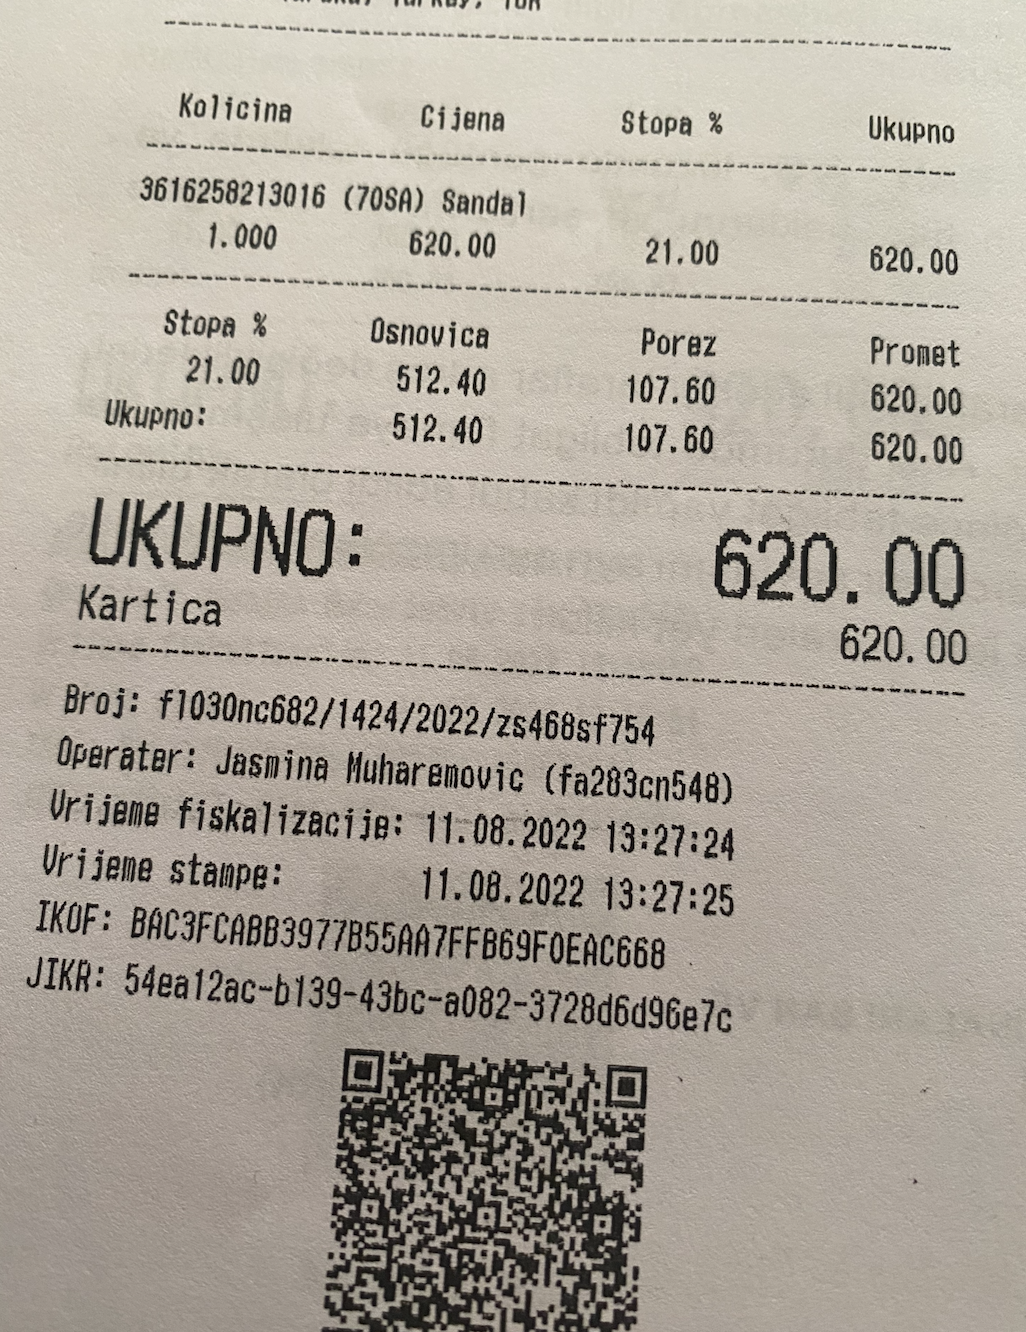 Kolicina Cijena Stopa % Ukupno
3616258213016 (70SA) Sandal
1.000 620.00 21.00 620.00
Stopa % Osnovica Porez Promet
21.00 512.40 107.60 620.00
Ukupno: 512.40 107.60 620.00
UKUPNO: 620.00
Kartica 620.00
Broj: fl030nc682/1424/2022/zs468sf754
Operater: Jasmina Muharemovic (fa283cn548)
Vrijeme fiskalizacije: 11.08.2022 13:27:24
Vrijeme stampe: 11.08.2022 13:27:25
IKOF: BAC3FCABB3977B55AA7FFB69F0EAC668
JIKR: 54ea12ac-b139-43bc-a082-3728d6d96e7c